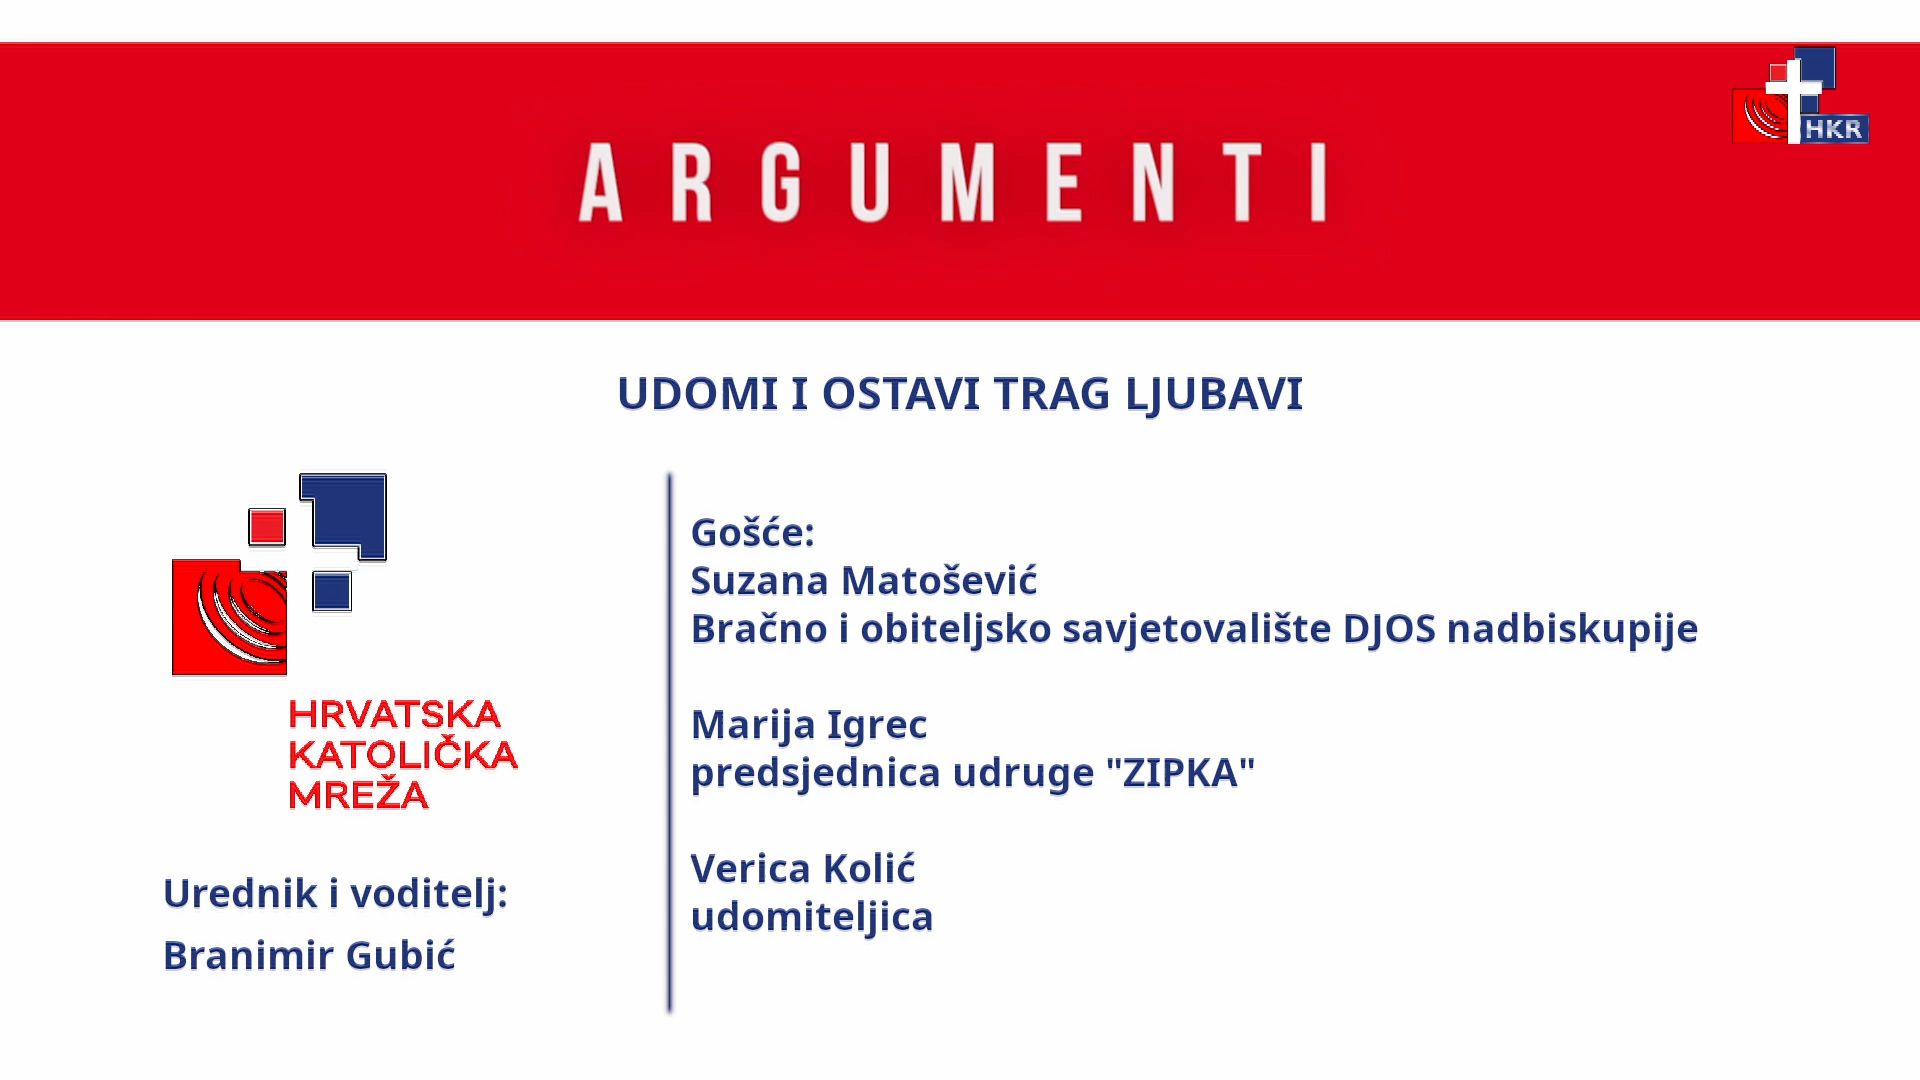 ARGUMENTI
HKR
UDOMI I OSTAVI TRAG LJUBAVI
HRVATSKA
KATOLIČKA
MREŽA
Urednik i voditelj:
Branimir Gubić
Gošće:
Suzana Matošević
Bračno i obiteljsko savjetovalište DJOS nadbiskupije
Marija Igrec
predsjednica udruge "ZIPKA"
Verica Kolić
udomiteljica